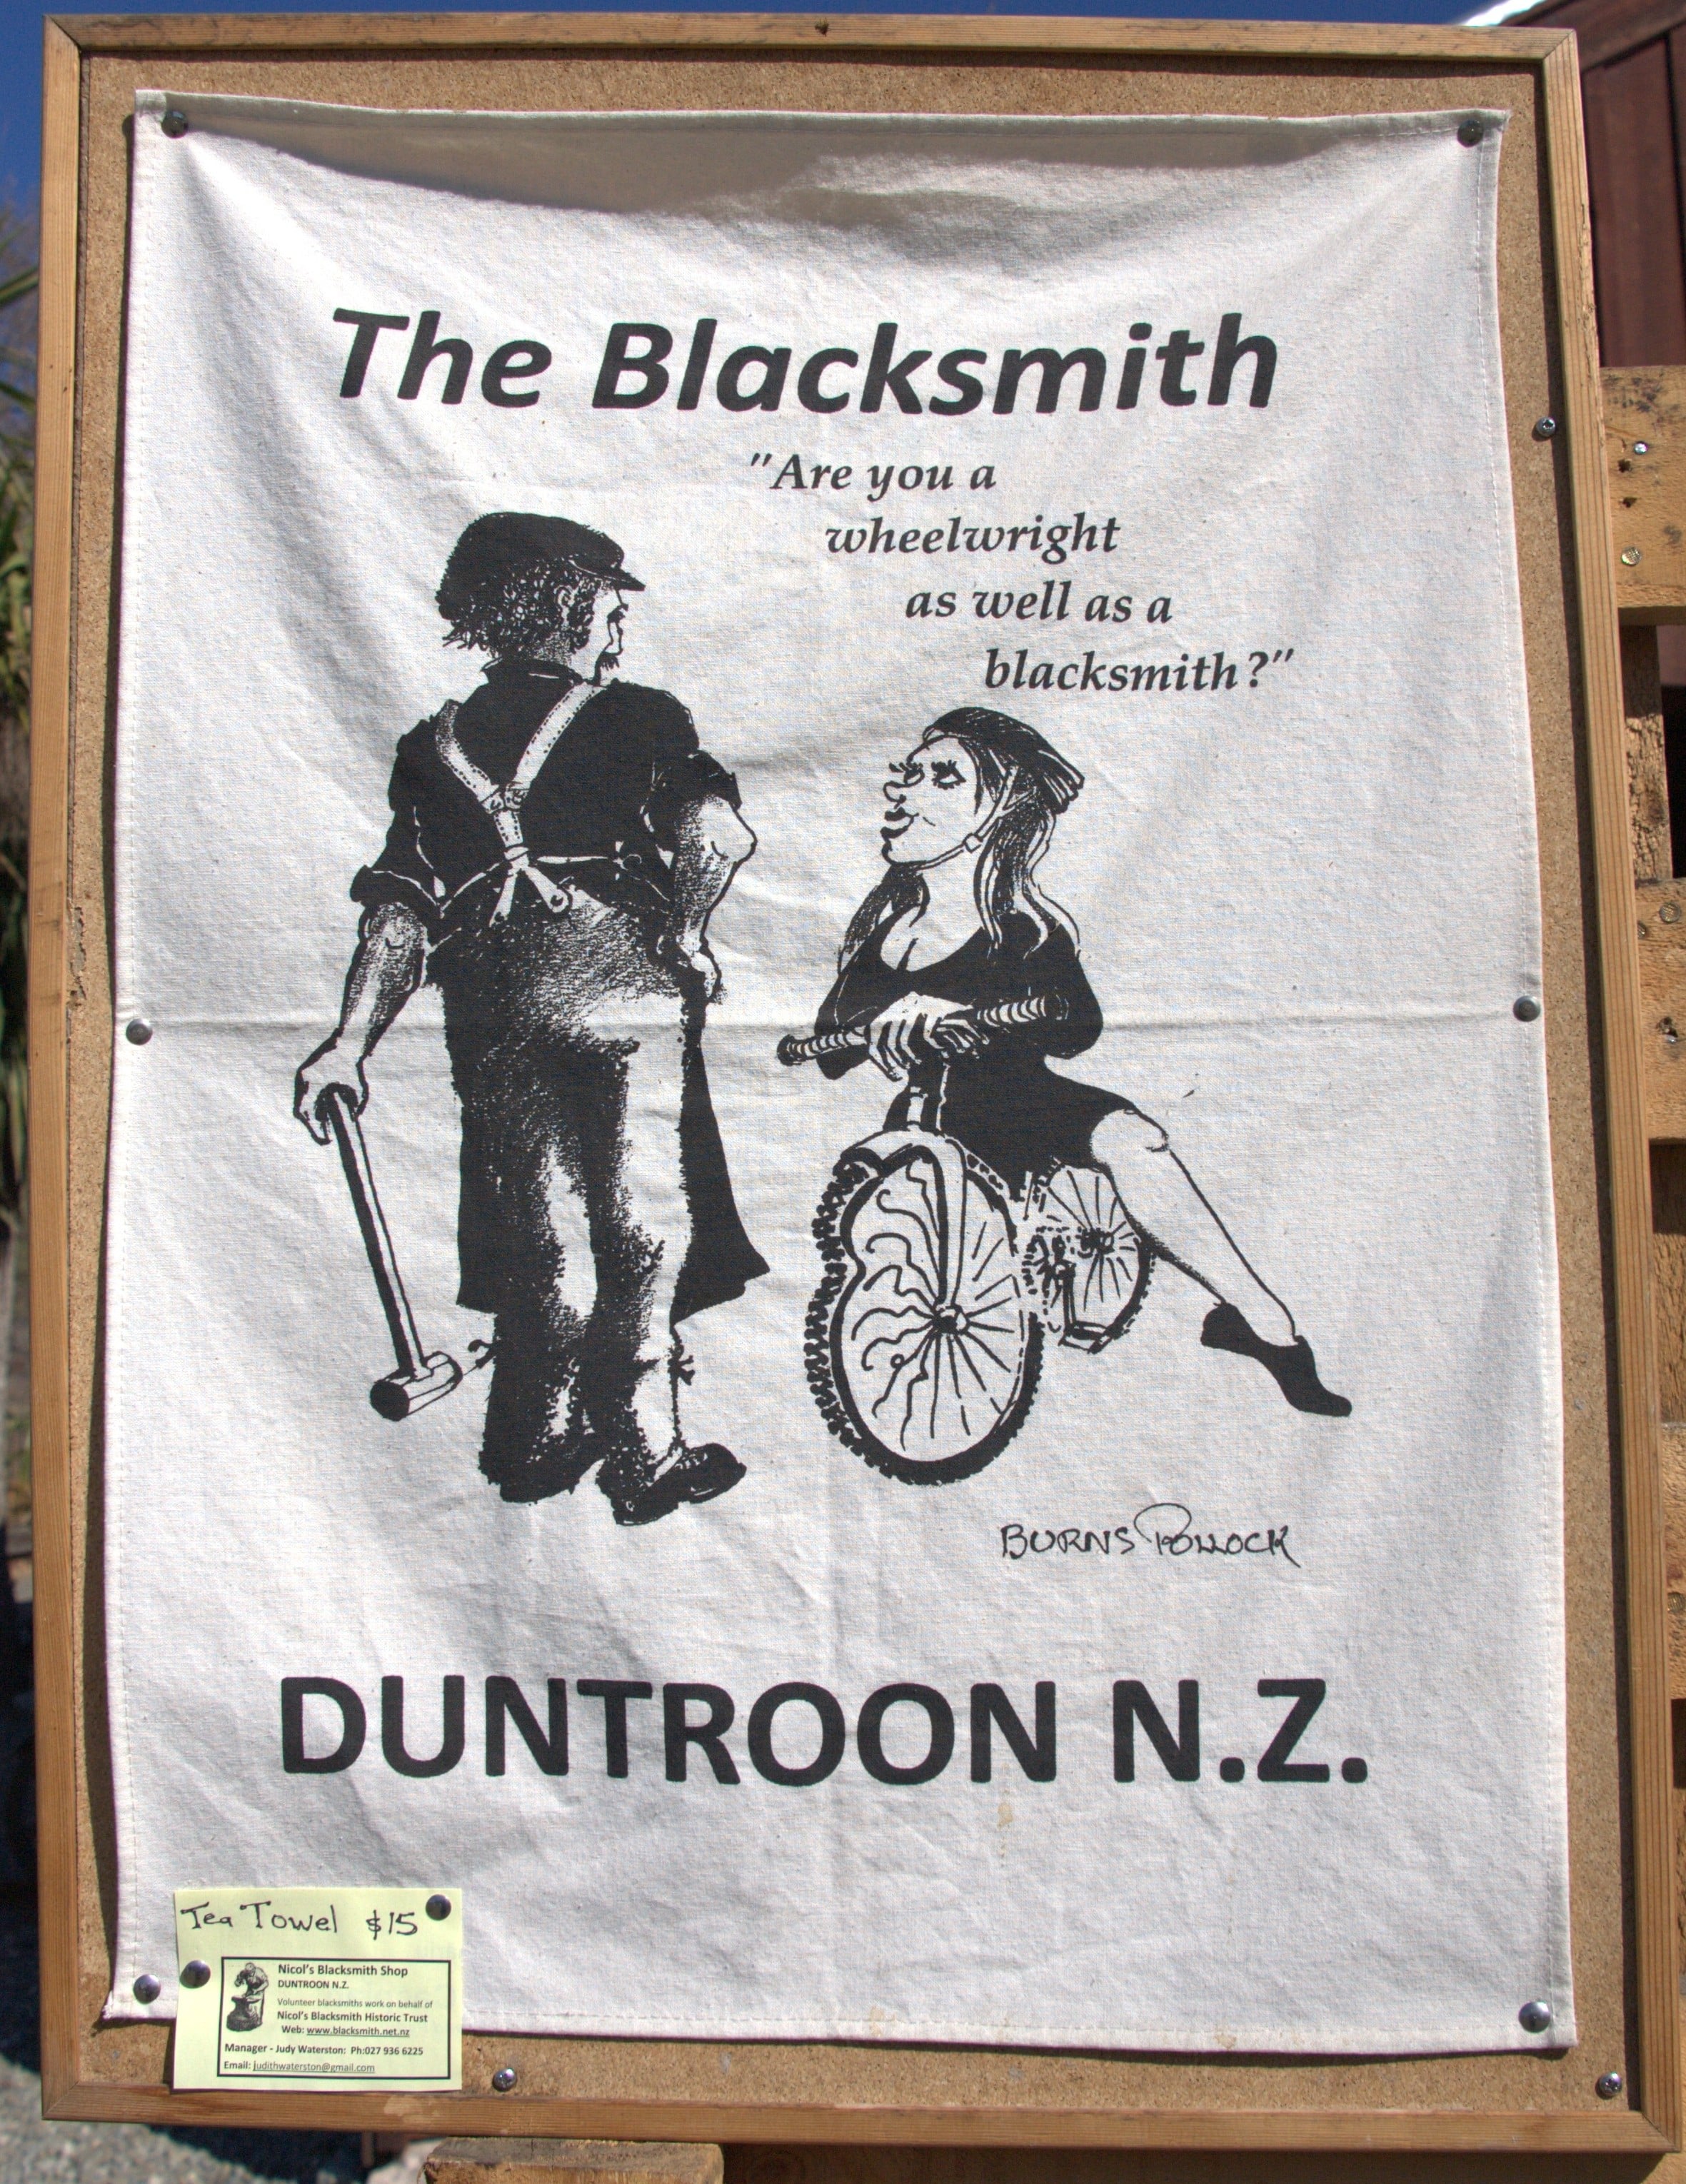 The Blacksmith
"Are you a
wheelwright
as well as a
blacksmith?"
BURNS POLLOCK
DUNTROON N.Z.
Tea Towel $15
Nicol's Blacksmith Shop
DUNTROON N.Z.
Volunteer blacksmiths work on behalf of
Nicol's Blacksmith Historic Trust
Web: www.blacksmith.net.nz
Manager - Judy Waterston: Ph:027 936 6225
Email: judithwaterston@gmail.com